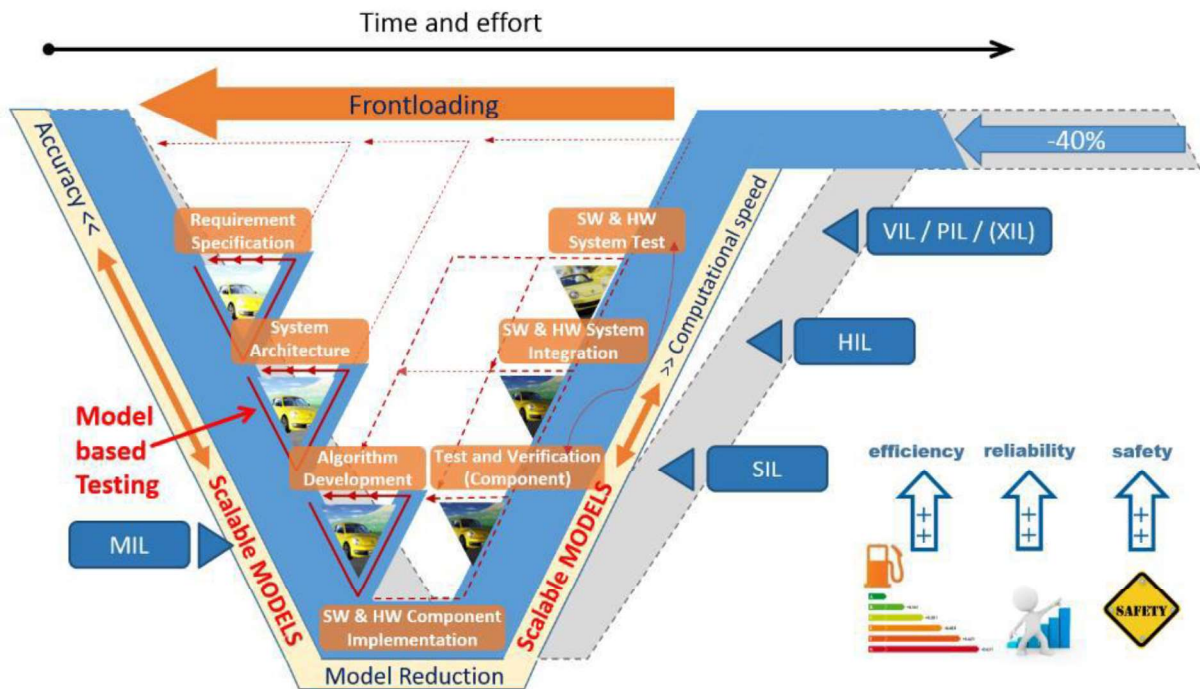 Time and effort
Frontloading
-40%
Accuracy <<
Requirement
Specification
SW & HW
System Test
>> Computational speed
VIL / PIL / (XIL)
System
Architecture
SW & HW System
Integration
HIL
Model
based
Testing
Algorithm
Development
Test and Verification
(Component)
SIL
efficiency
reliability
safety
MIL
Scalable MODELS
Scalable MODELS
SW & HW Component
Implementation
Model Reduction
+
+
+
+
+
+
SAFETY